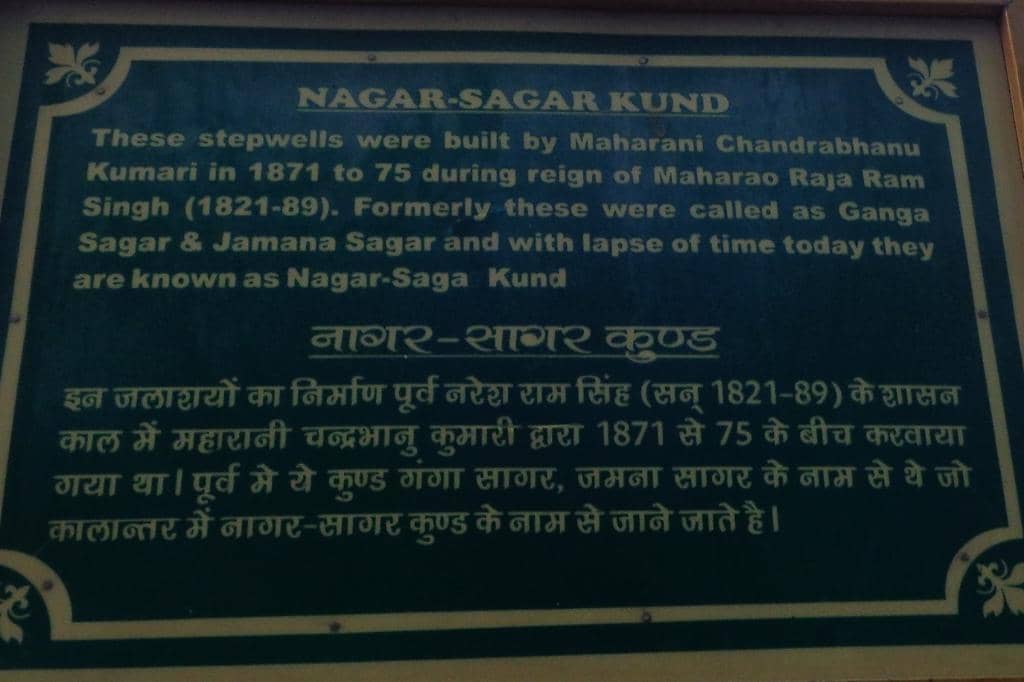 NAGAR-SAGAR KUND
These stepwells were built by Maharani Chandrabhanu
Kumari in 1871 to 75 during reign of Maharao Raja Ram
Singh (1821-89). Formerly these were called as Ganga
Sagar & Jamana Sagar and with lapse of time today they
are known as Nagar-Saga Kund
नागर-सागर कुण्ड
इन जलाशयों का निर्माण पूर्व नरेश राम सिंह (सन् 1821-89) के शासन
काल में महारानी चन्द्रभानु कुमारी द्वारा 1871 से 75 के बीच करवाया
गया था। पूर्व मे ये कुण्ड गंगा सागर, जमना सागर के नाम से थे जो
कालान्तर में नागर-सागर कुण्ड के नाम से जाने जाते है।